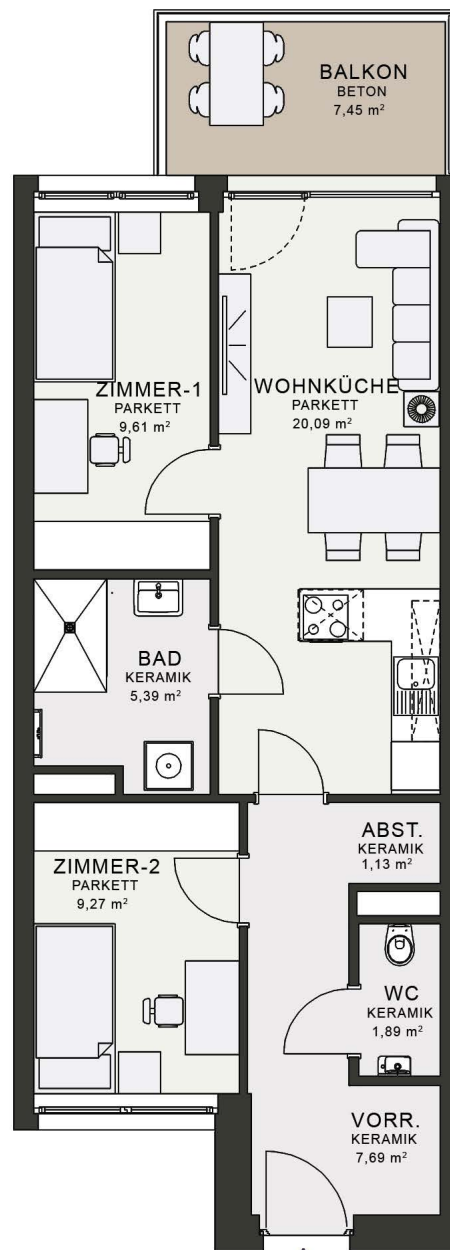 BALKON
BETON
7,45 m²
ZIMMER-1
PARKETT
9,61 m²
WOHNKÜCHE
PARKETT
20,09 m²
BAD
KERAMIK
5,39 m²
ABST.
KERAMIK
1,13 m²
ZIMMER-2
PARKETT
9,27 m²
WC
KERAMIK
1,89 m²
VORR.
KERAMIK
7,69 m²